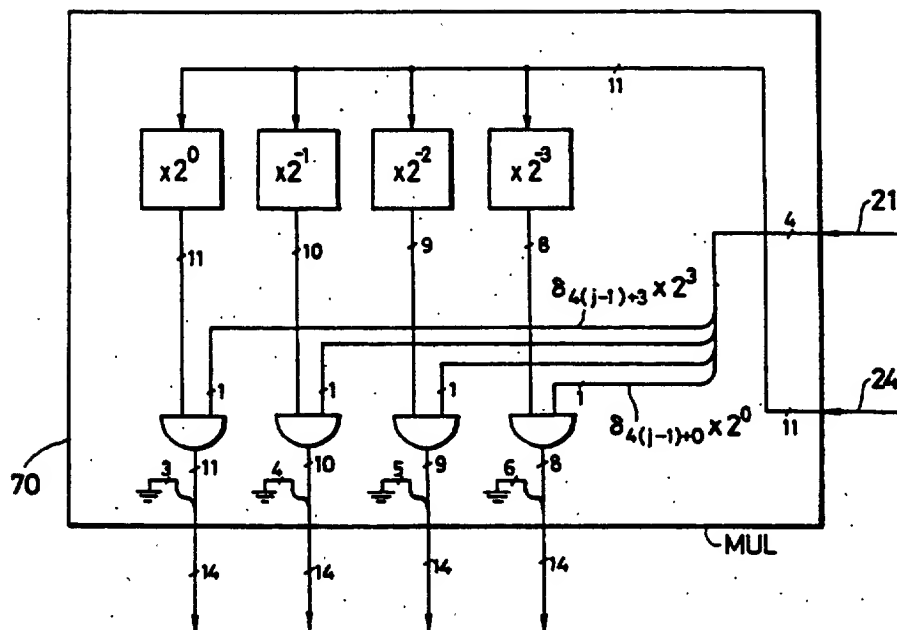 11
x2⁰ x2⁻¹ x2⁻² x2⁻³
21
4
11 10 9 8
δ₄₍ⱼ₋₁₎₊₃ x 2³
1 1 1 1
24
δ₄₍ⱼ₋₁₎₊₀ x 2⁰
11
70
3 11 4 10 5 9 6 8
MUL
14 14 14 14